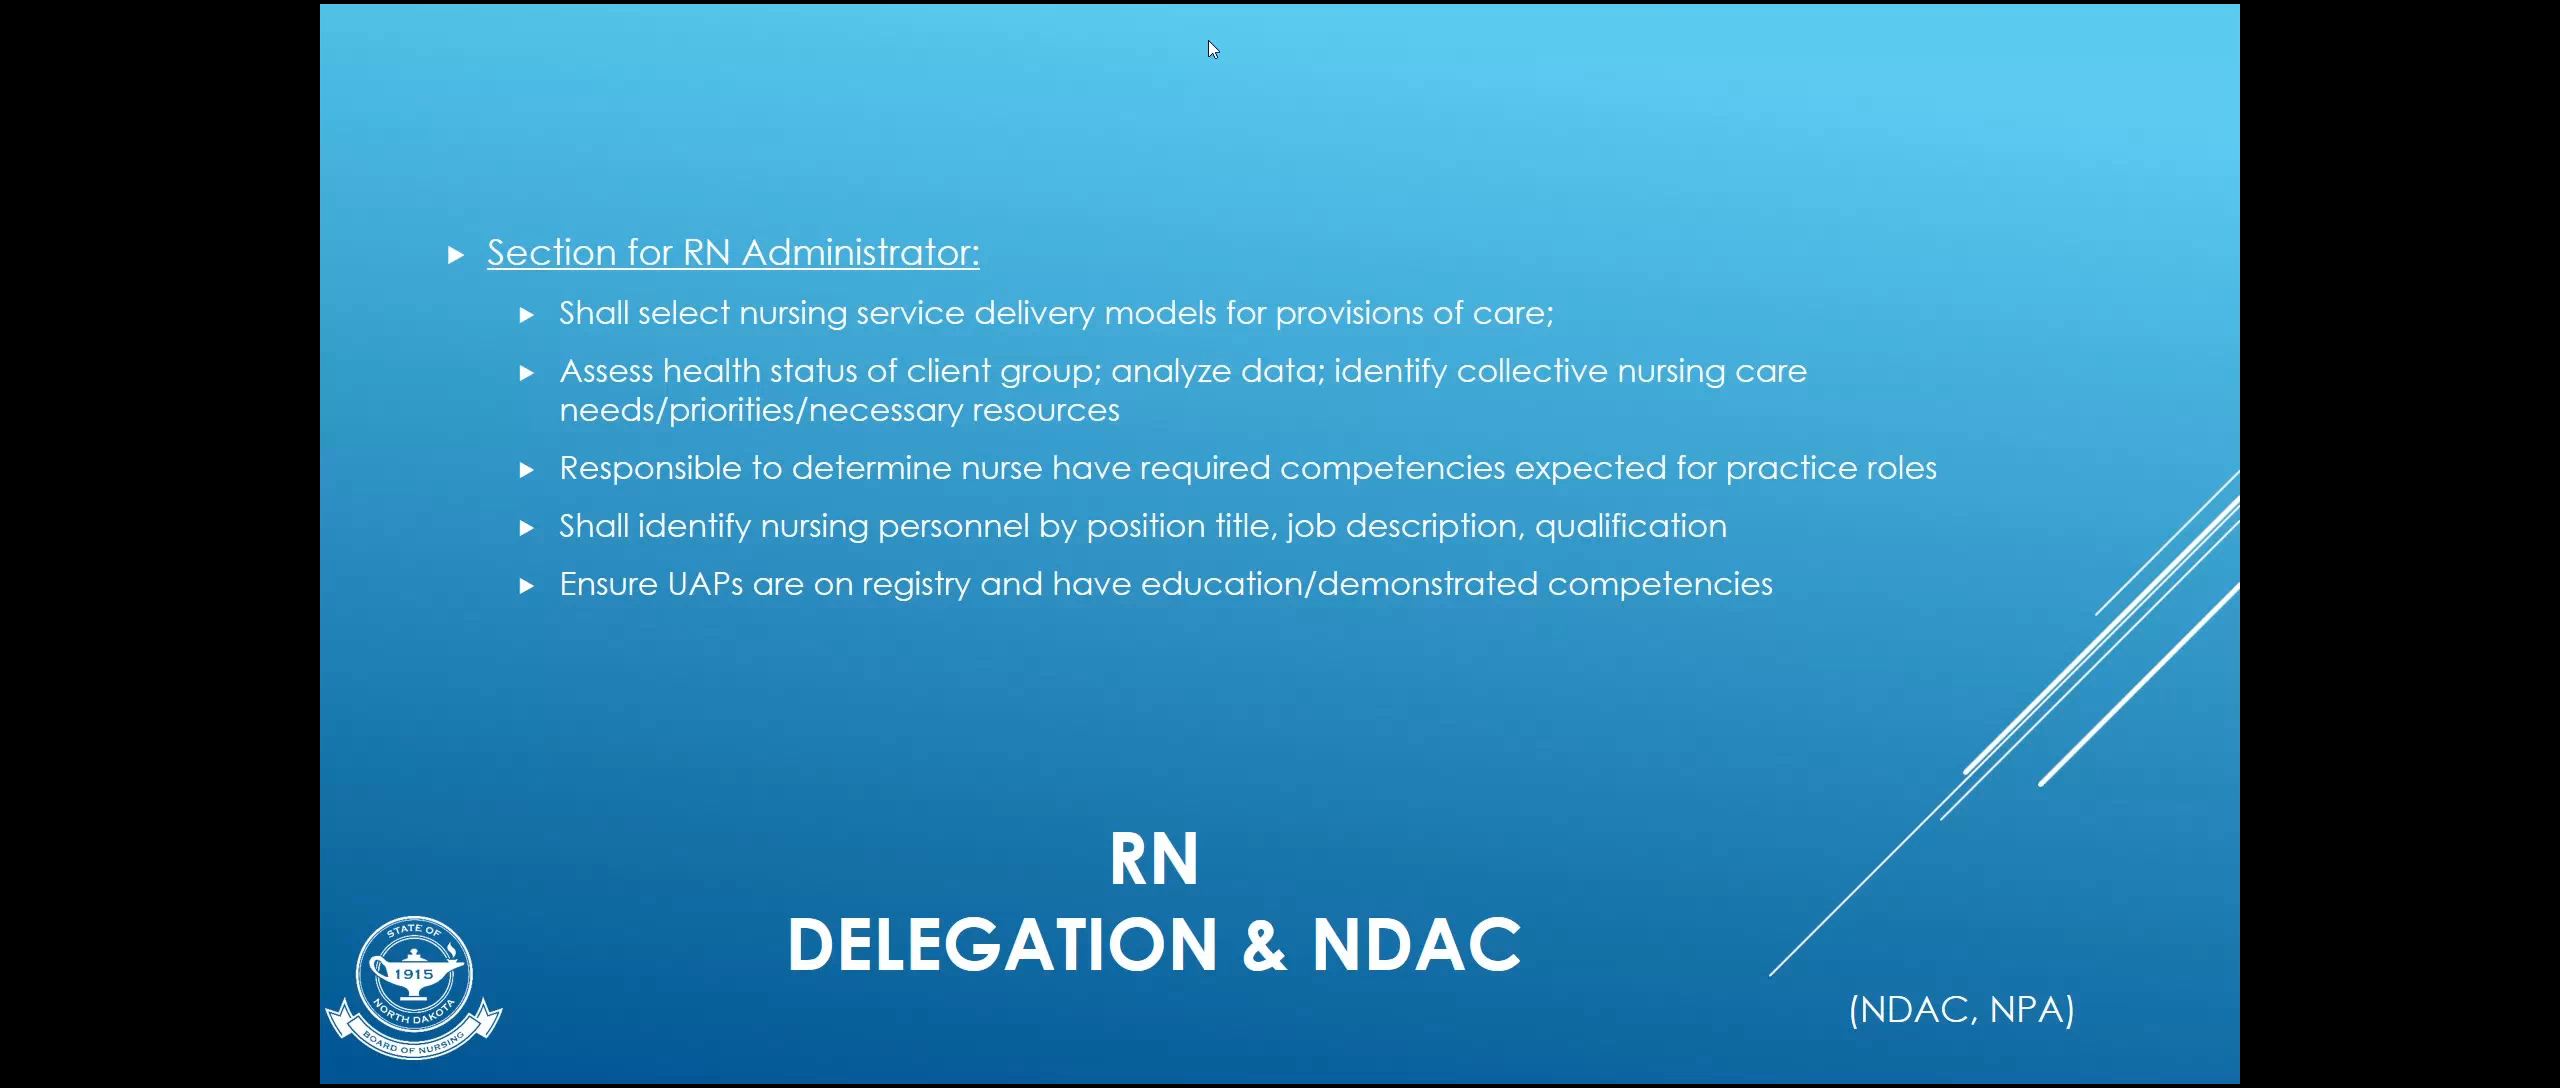 Section for RN Administrator:
Shall select nursing service delivery models for provisions of care;
Assess health status of client group; analyze data; identify collective nursing care
needs/priorities/necessary resources
Responsible to determine nurse have required competencies expected for practice roles
Shall identify nursing personnel by position title, job description, qualification
Ensure UAPs are on registry and have education/demonstrated competencies
RN
DELEGATION & NDAC
STATE OF
1915
NORTH DAKOTA
BOARD OF NURSING
(NDAC, NPA)